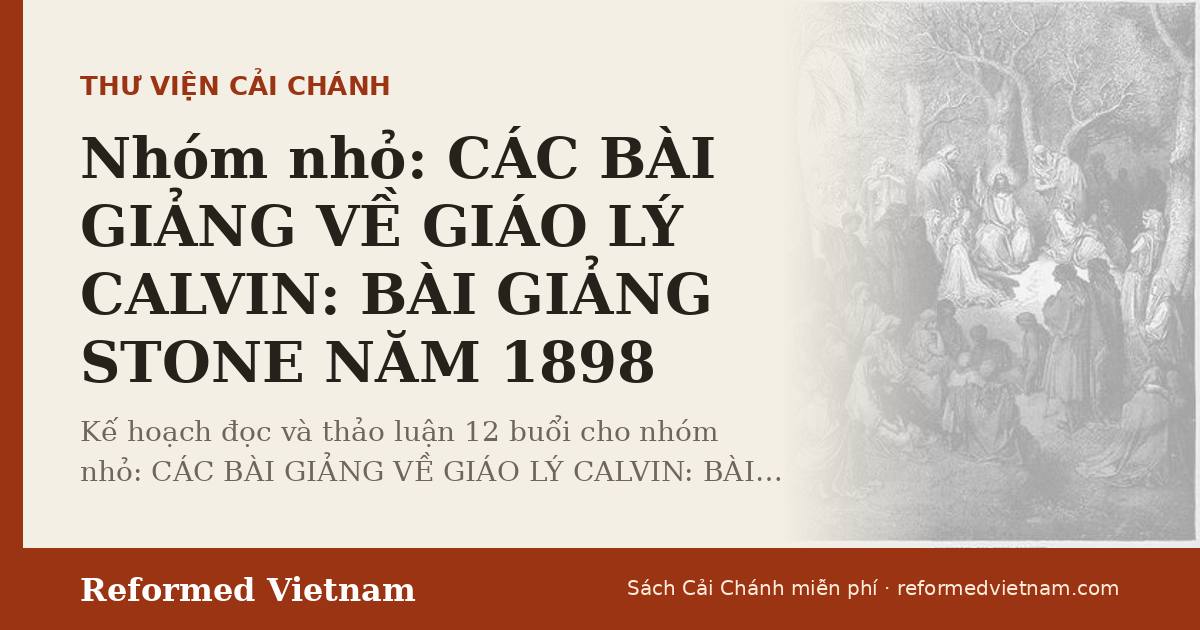 THƯ VIỆN CẢI CHÁNH
Nhóm nhỏ: CÁC BÀI
GIẢNG VỀ GIÁO LÝ
CALVIN: BÀI GIẢNG
STONE NĂM 1898
Kế hoạch đọc và thảo luận 12 buổi cho nhóm
nhỏ: CÁC BÀI GIẢNG VỀ GIÁO LÝ CALVIN: BÀI...
Reformed Vietnam
Sách Cải Chánh miễn phí · reformedvietnam.com